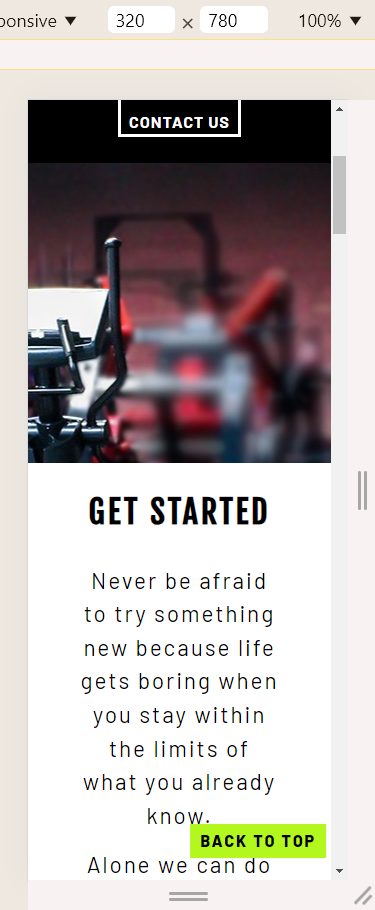 ponsive ▼ 320 × 780 100% ▼
CONTACT US
GET STARTED
Never be afraid
to try something
new because life
gets boring when
you stay within
the limits of
what you already
know.
BACK TO TOP
Alone we can do